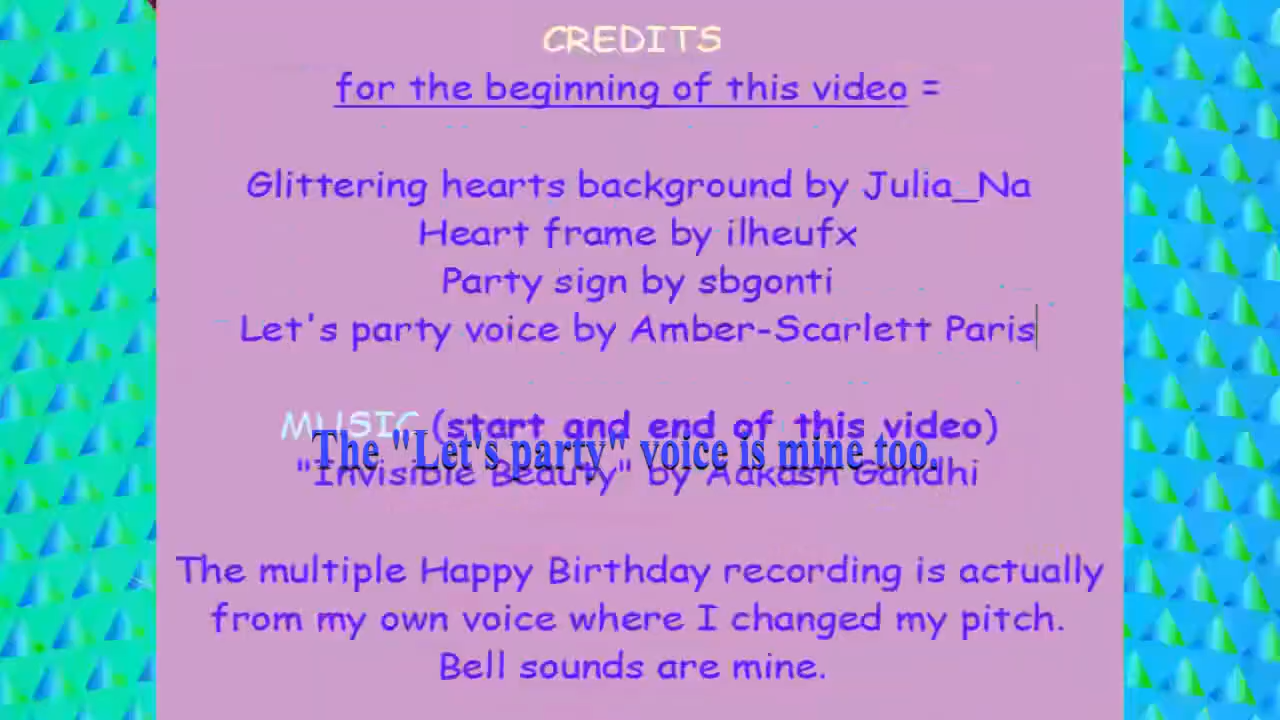 CREDITS
for the beginning of this video =
Glittering hearts background by Julia_Na
Heart frame by ilheufx
Party sign by sbgonti
Let's party voice by Amber-Scarlett Paris
MUSIC (start and end of this video)
The "Let's party" voice is mine too.
"Invisible Beauty" by Aakash Gandhi
The multiple Happy Birthday recording is actually
from my own voice where I changed my pitch.
Bell sounds are mine.